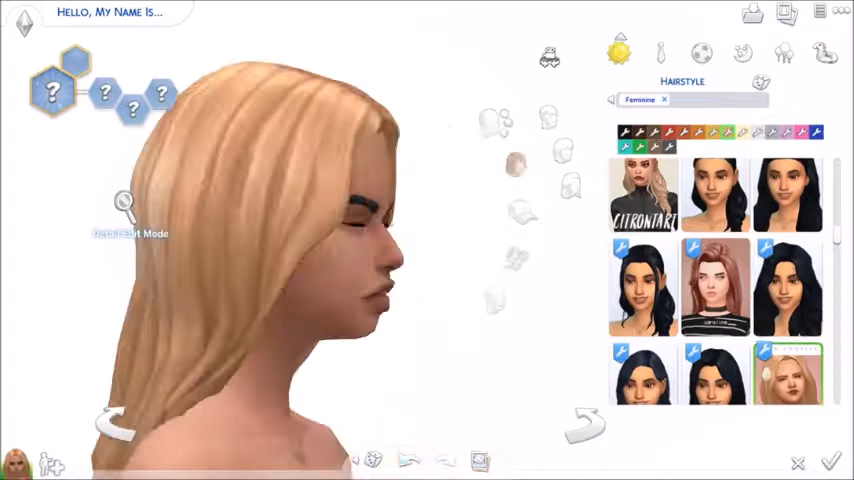 HELLO, MY NAME IS...
HAIRSTYLE
Feminine
CITRONTART
Detail Edit Mode